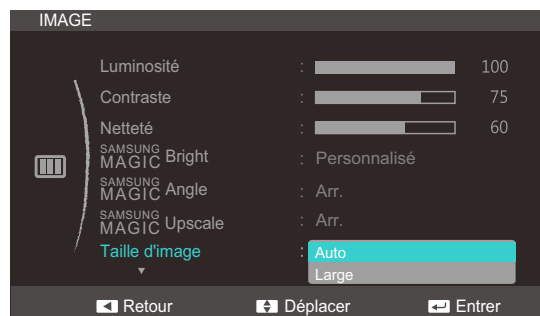 IMAGE
Luminosité : 100
Contraste : 75
Netteté : 60
SAMSUNG MAGIC Bright : Personnalisé
SAMSUNG MAGIC Angle : Arr.
SAMSUNG MAGIC Upscale : Arr.
Taille d'image : Auto
Large
Retour Déplacer Entrer